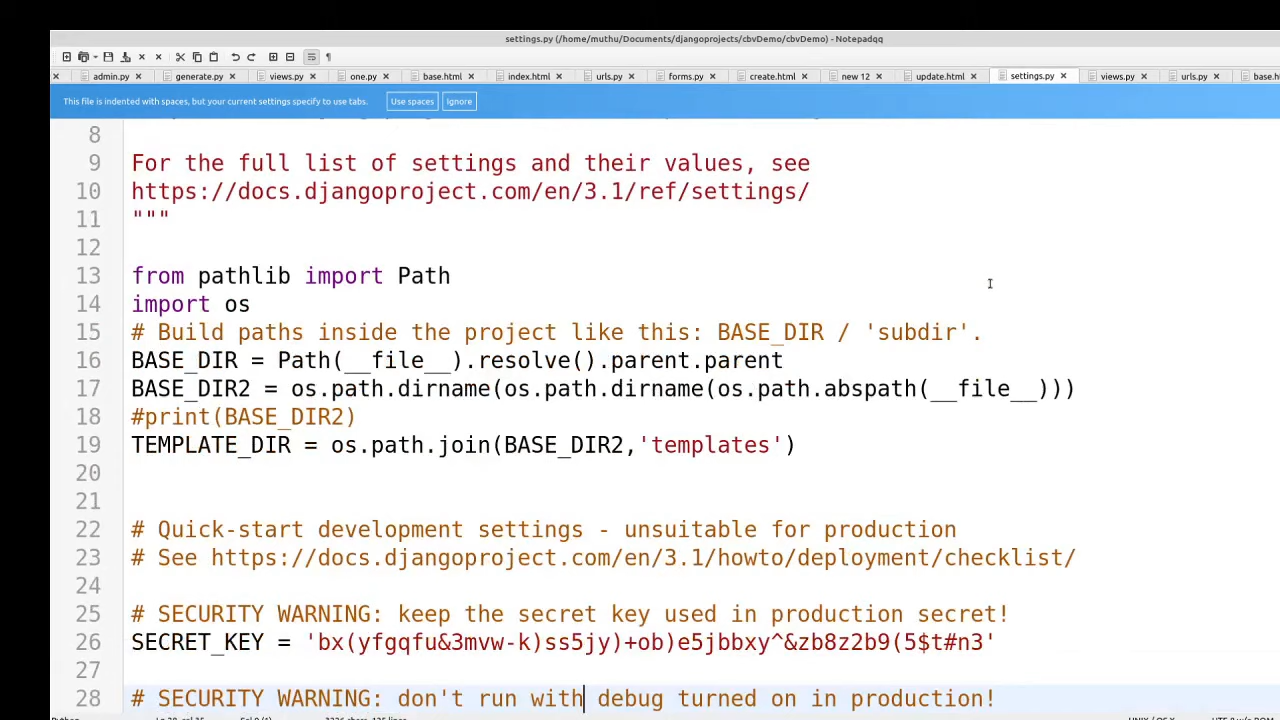 settings.py (/home/muthu/Documents/djangoprojects/cbvDemo/cbvDemo) - Notepadqq
admin.py generate.py views.py one.py base.html index.html urls.py forms.py create.html new 12 update.html settings.py views.py urls.py
This file is indented with spaces, but your current settings specify to use tabs. Use spaces Ignore
8
9 For the full list of settings and their values, see
10 https://docs.djangoproject.com/en/3.1/ref/settings/
11 """
12
13 from pathlib import Path
14 import os
15 # Build paths inside the project like this: BASE_DIR / 'subdir'.
16 BASE_DIR = Path(__file__).resolve().parent.parent
17 BASE_DIR2 = os.path.dirname(os.path.dirname(os.path.abspath(__file__)))
18 #print(BASE_DIR2)
19 TEMPLATE_DIR = os.path.join(BASE_DIR2,'templates')
20
21
22 # Quick-start development settings - unsuitable for production
23 # See https://docs.djangoproject.com/en/3.1/howto/deployment/checklist/
24
25 # SECURITY WARNING: keep the secret key used in production secret!
26 SECRET_KEY = 'bx(yfgqfu&3mvw-k)ss5jy)+ob)e5jbbxy^&zb8z2b9(5$t#n3'
27
28 # SECURITY WARNING: don't run with debug turned on in production!